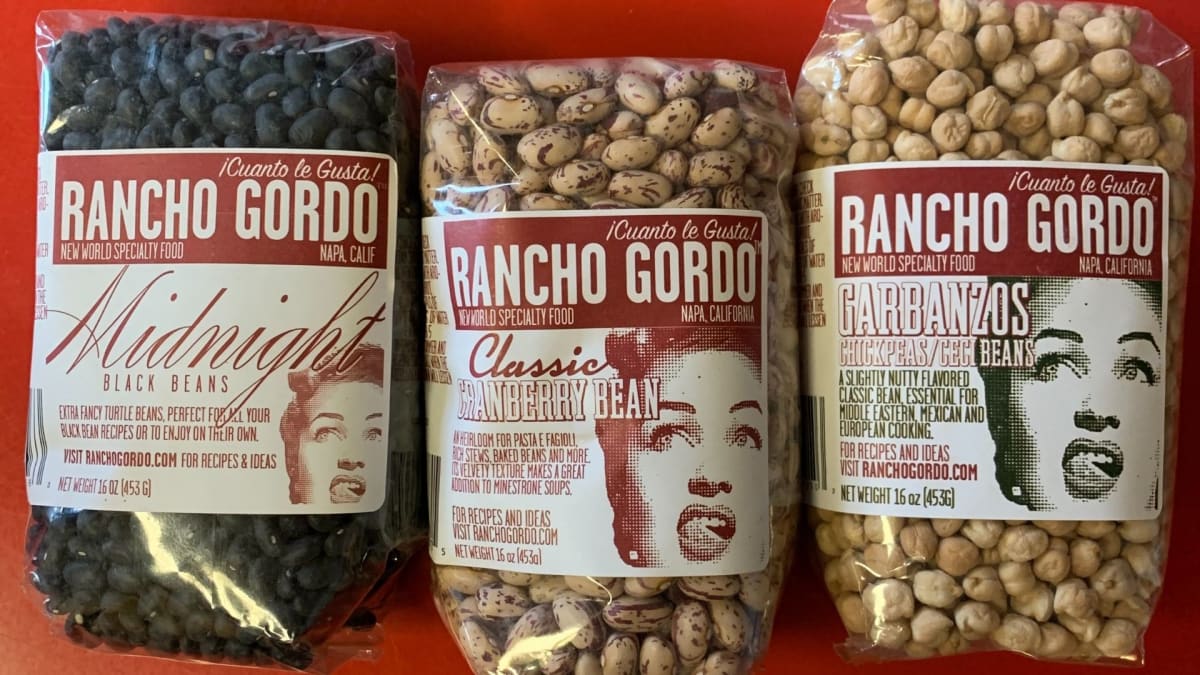 ¡Cuanto le Gusta!
RANCHO GORDO™
NEW WORLD SPECIALTY FOOD NAPA, CALIF
Midnight
BLACK BEANS
EXTRA FANCY TURTLE BEANS, PERFECT FOR ALL YOUR
BLACK BEAN RECIPES OR TO ENJOY ON THEIR OWN.
VISIT RANCHOGORDO.COM FOR RECIPES & IDEAS
NET WEIGHT 16 OZ (453 G)
¡Cuanto le Gusta!
RANCHO GORDO™
NEW WORLD SPECIALTY FOOD NAPA, CALIFORNIA
Classic
CRANBERRY BEAN
AN HEIRLOOM FOR PASTA E FAGIOLI,
RICH STEWS, BAKED BEANS AND MORE.
ITS VELVETY TEXTURE MAKES A GREAT
ADDITION TO MINESTRONE SOUPS.
FOR RECIPES AND IDEAS
VISIT RANCHOGORDO.COM
NET WEIGHT 16 oz (453g)
¡Cuanto le Gusta!
RANCHO GORDO™
NEW WORLD SPECIALTY FOOD NAPA, CALIFORNIA
GARBANZOS
CHICKPEAS/CECI BEANS
A SLIGHTLY NUTTY FLAVORED
CLASSIC BEAN, ESSENTIAL FOR
MIDDLE EASTERN, MEXICAN AND
EUROPEAN COOKING.
FOR RECIPES AND IDEAS
VISIT RANCHOGORDO.COM
NET WEIGHT 16 oz (453G)